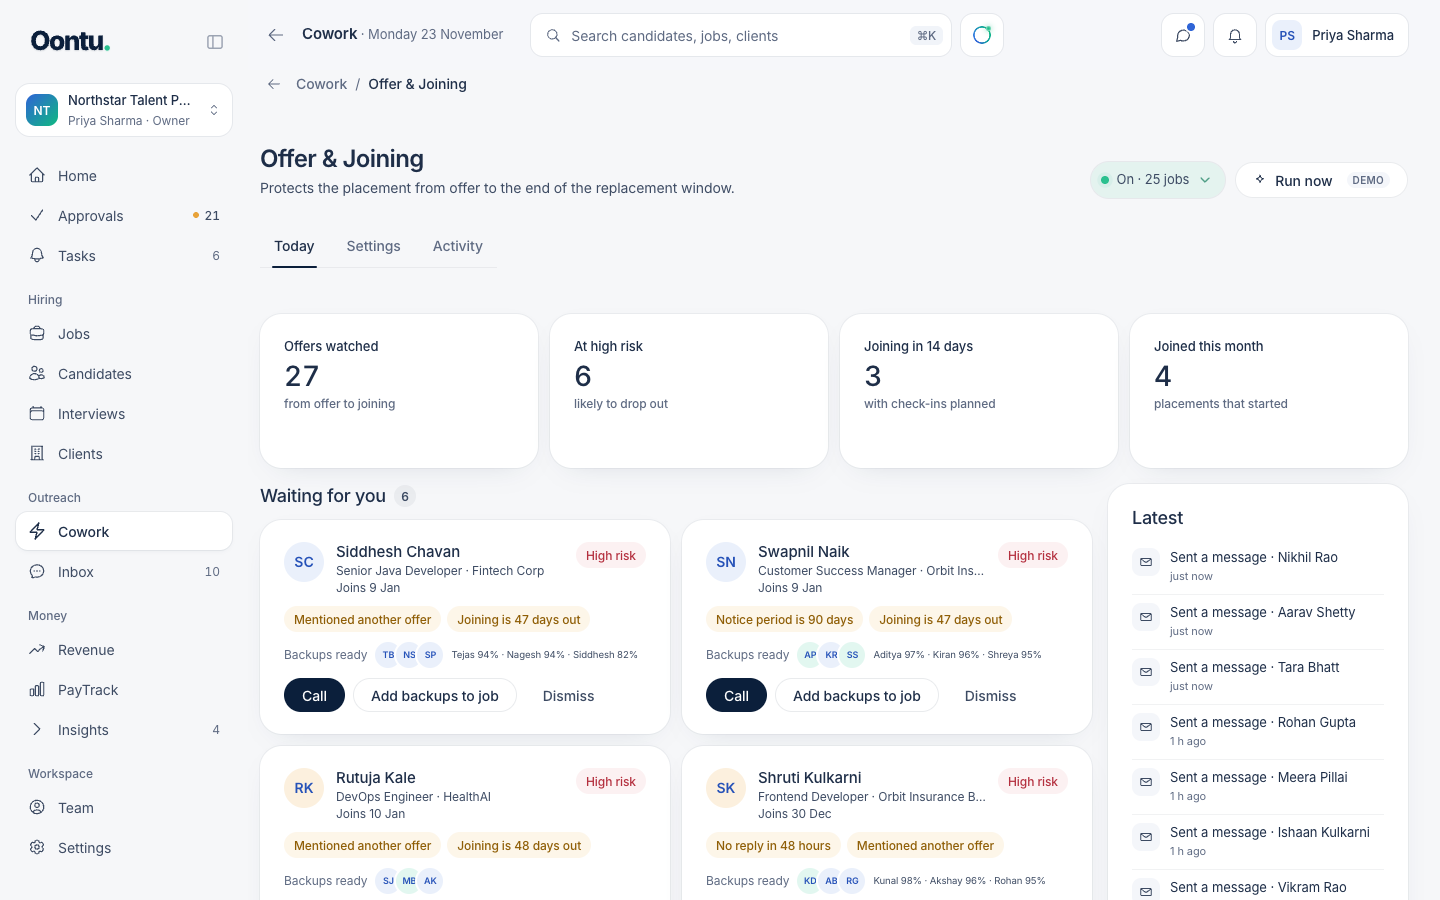 Oontu.
Cowork · Monday 23 November
Search candidates, jobs, clients
⌘K
PS
Priya Sharma
NT
Northstar Talent P...
Priya Sharma · Owner
Home
Approvals
21
Tasks
6
Hiring
Jobs
Candidates
Interviews
Clients
Outreach
Cowork
Inbox
10
Money
Revenue
PayTrack
Insights
4
Workspace
Team
Settings
Cowork / Offer & Joining
Offer & Joining
Protects the placement from offer to the end of the replacement window.
On · 25 jobs
Run now
DEMO
Today
Settings
Activity
Offers watched
27
from offer to joining
At high risk
6
likely to drop out
Joining in 14 days
3
with check-ins planned
Joined this month
4
placements that started
Waiting for you
6
SC
Siddhesh Chavan
High risk
Senior Java Developer · Fintech Corp
Joins 9 Jan
Mentioned another offer
Joining is 47 days out
Backups ready
TB
NS
SP
Tejas 94% · Nagesh 94% · Siddhesh 82%
Call
Add backups to job
Dismiss
SN
Swapnil Naik
High risk
Customer Success Manager · Orbit Ins...
Joins 9 Jan
Notice period is 90 days
Joining is 47 days out
Backups ready
AP
KR
SS
Aditya 97% · Kiran 96% · Shreya 95%
Call
Add backups to job
Dismiss
RK
Rutuja Kale
High risk
DevOps Engineer · HealthAI
Joins 10 Jan
Mentioned another offer
Joining is 48 days out
Backups ready
SJ
MB
AK
SK
Shruti Kulkarni
High risk
Frontend Developer · Orbit Insurance B...
Joins 30 Dec
No reply in 48 hours
Mentioned another offer
Backups ready
KD
AB
RG
Kunal 98% · Akshay 96% · Rohan 95%
Latest
Sent a message · Nikhil Rao
just now
Sent a message · Aarav Shetty
just now
Sent a message · Tara Bhatt
just now
Sent a message · Rohan Gupta
1 h ago
Sent a message · Meera Pillai
1 h ago
Sent a message · Ishaan Kulkarni
1 h ago
Sent a message · Vikram Rao